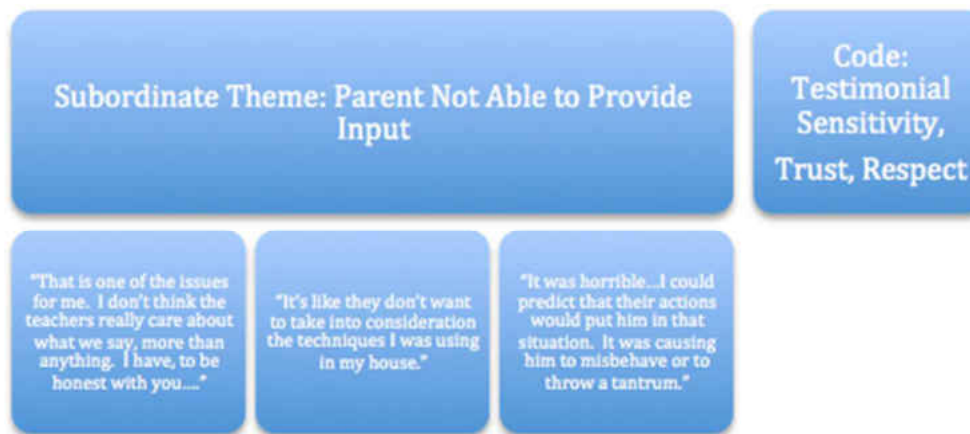 Subordinate Theme: Parent Not Able to Provide
Input
Code:
Testimonial
Sensitivity,
Trust, Respect
"That is one of the issues
for me. I don't think the
teachers really care about
what we say, more than
anything. I have, to be
honest with you...."
"It's like they don't want
to take into consideration
the techniques I was using
in my house."
"It was horrible...I could
predict that their actions
would put him in that
situation. It was causing
him to misbehave or to
throw a tantrum."